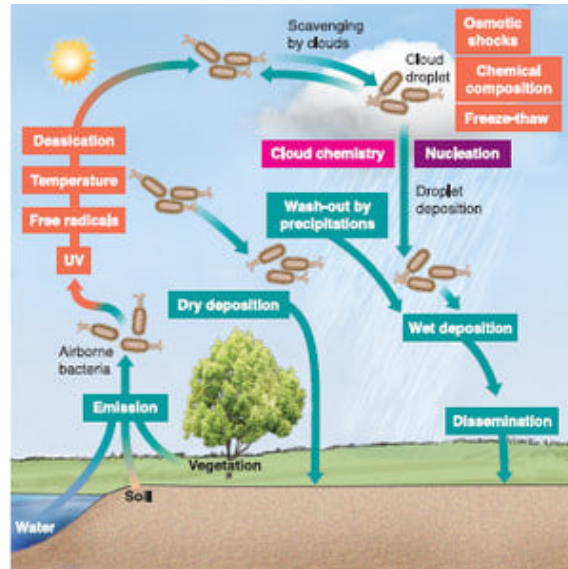 Scavenging
by clouds
Cloud
droplet
Osmotic
shocks
Chemical
composition
Freeze-thaw
Dessication
Temperature
Free radicals
UV
Cloud chemistry
Nucleation
Droplet
deposition
Wash-out by
precipitations
Dry deposition
Wet deposition
Airborne
bacteria
Emission
Dissemination
Vegetation
Soil
Water